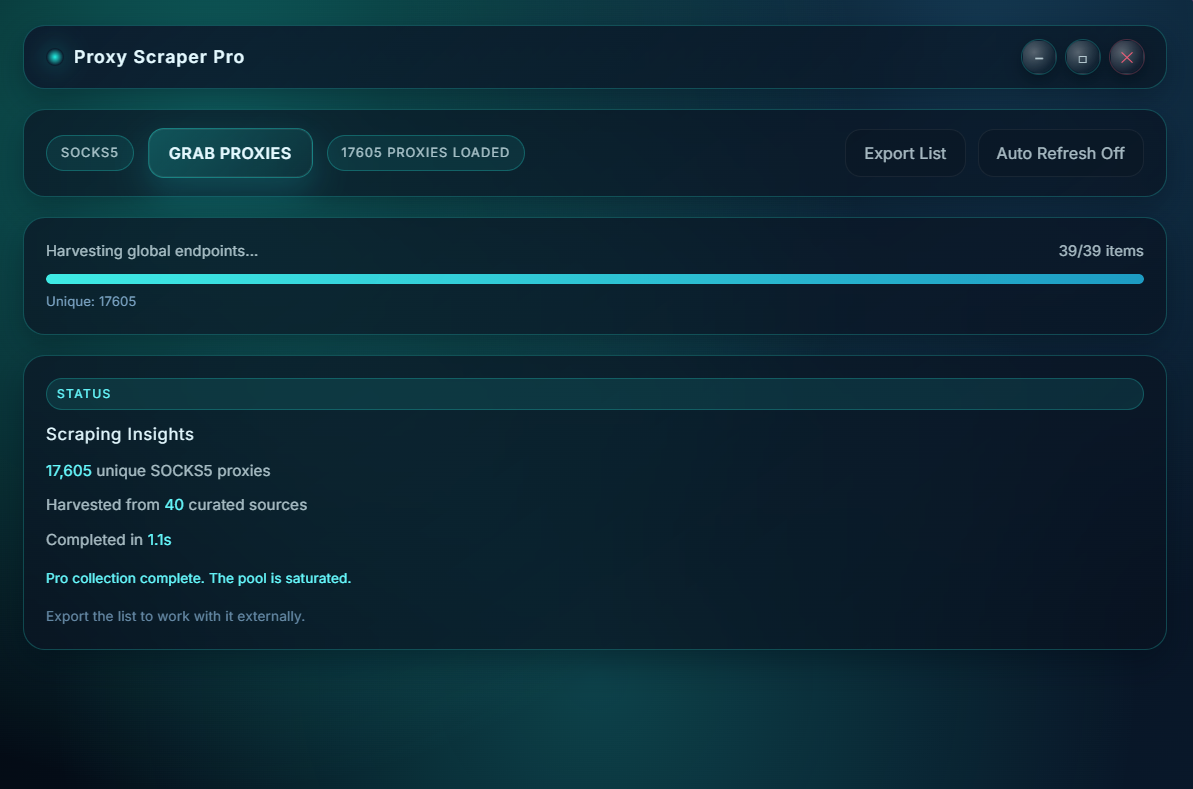 Proxy Scraper Pro
SOCKS5
GRAB PROXIES
17605 PROXIES LOADED
Export List
Auto Refresh Off
Harvesting global endpoints...
39/39 items
Unique: 17605
STATUS
Scraping Insights
17,605 unique SOCKS5 proxies
Harvested from 40 curated sources
Completed in 1.1s
Pro collection complete. The pool is saturated.
Export the list to work with it externally.